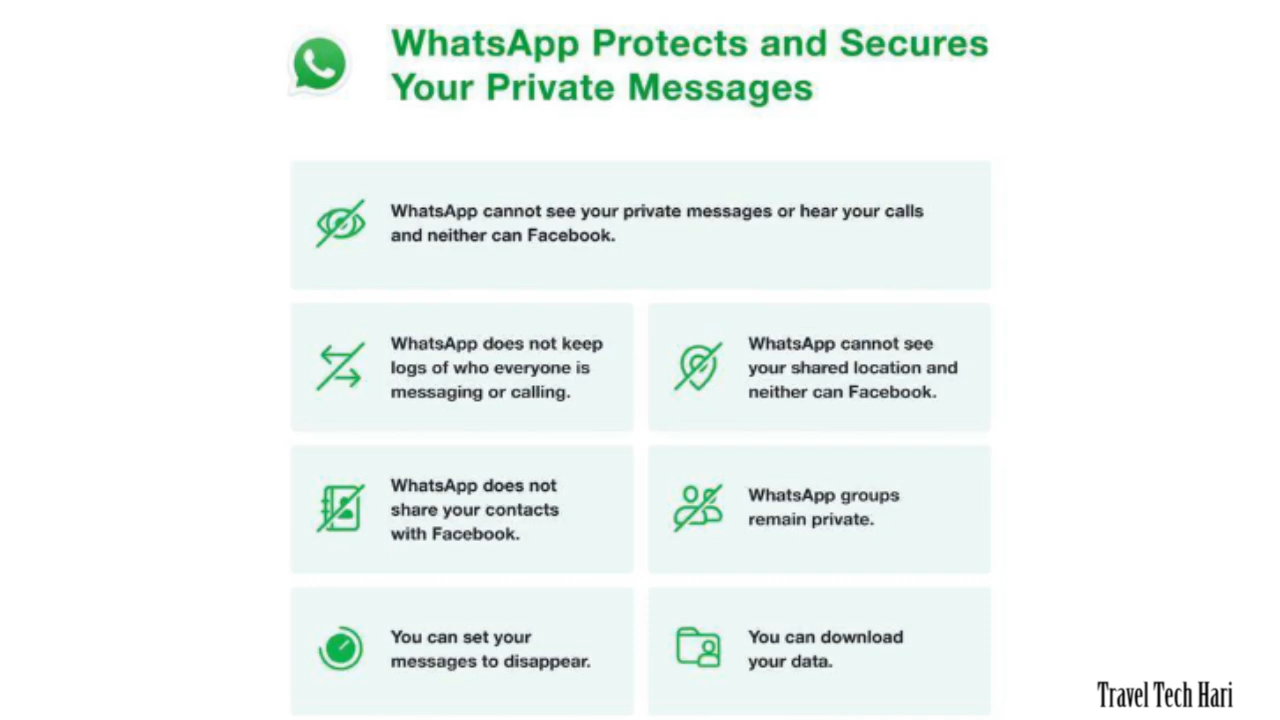 WhatsApp Protects and Secures
Your Private Messages
WhatsApp cannot see your private messages or hear your calls
and neither can Facebook.
WhatsApp does not keep
logs of who everyone is
messaging or calling.
WhatsApp cannot see
your shared location and
neither can Facebook.
WhatsApp does not
share your contacts
with Facebook.
WhatsApp groups
remain private.
You can set your
messages to disappear.
You can download
your data.
Travel Tech Hari